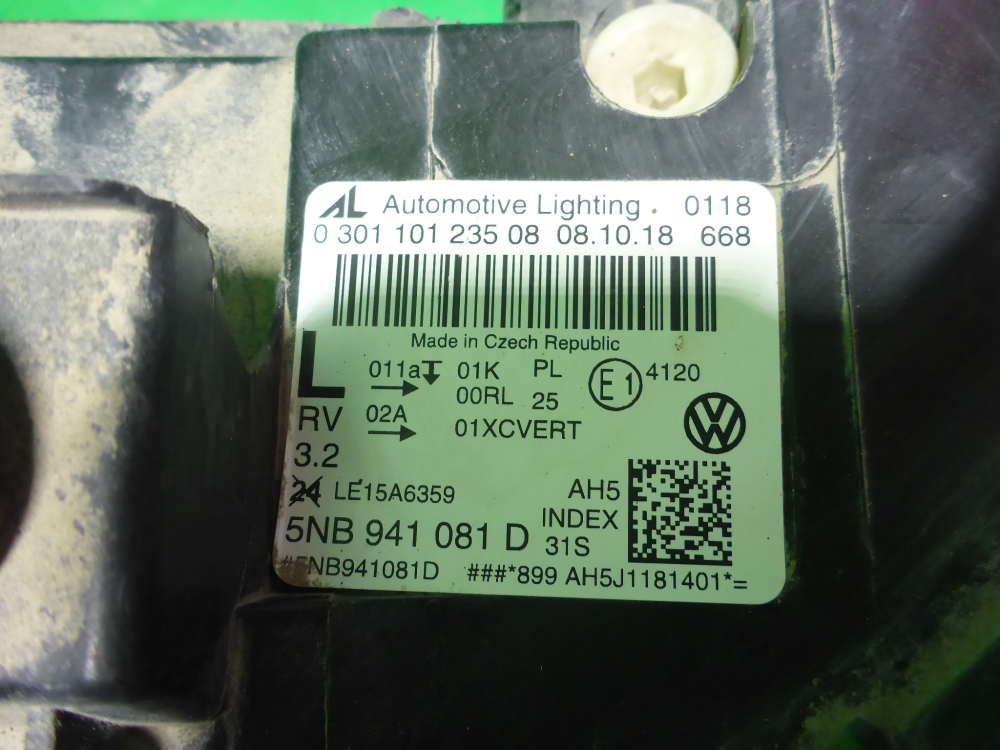 AL Automotive Lighting . 0118
0 301 101 235 08 08.10.18 668
Made in Czech Republic
L 011a 01K PL E1 4120
00RL 25
RV 02A 01XCVERT VW
3.2
24 LE15A6359 AH5
INDEX
5NB 941 081 D 31S
#5NB941081D ###*899 AH5J1181401*=